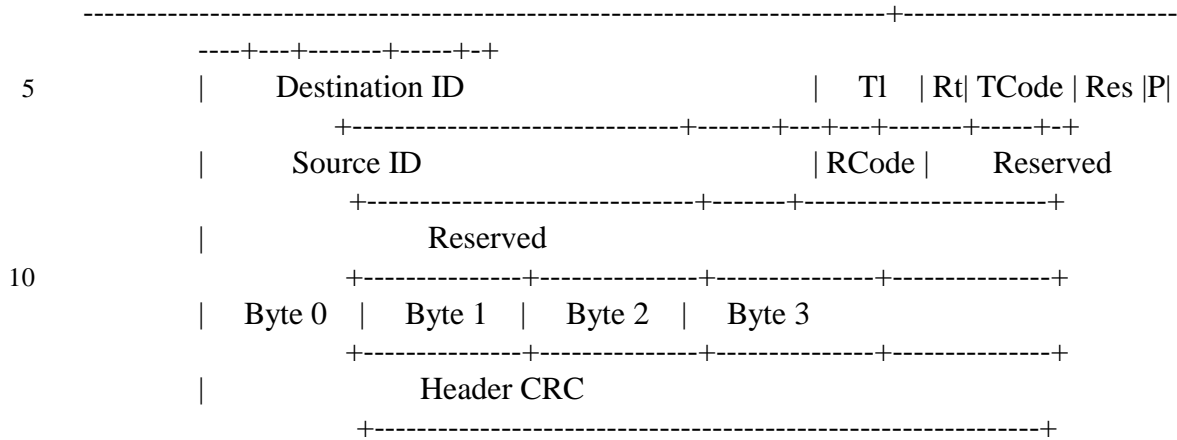 -----------------------------------------------------------------------------+--------------------------
----+---+--------+------+-+
5 | Destination ID | Tl | Rt| TCode | Res |P|
+--------------------------------+--------+---+----+--------+------+-+
| Source ID | RCode | Reserved
+--------------------------------+--------+------------------------+
| Reserved
10 +----------------+----------------+----------------+----------------+
| Byte 0 | Byte 1 | Byte 2 | Byte 3
+----------------+----------------+----------------+----------------+
| Header CRC
+----------------------------------------------------------------+